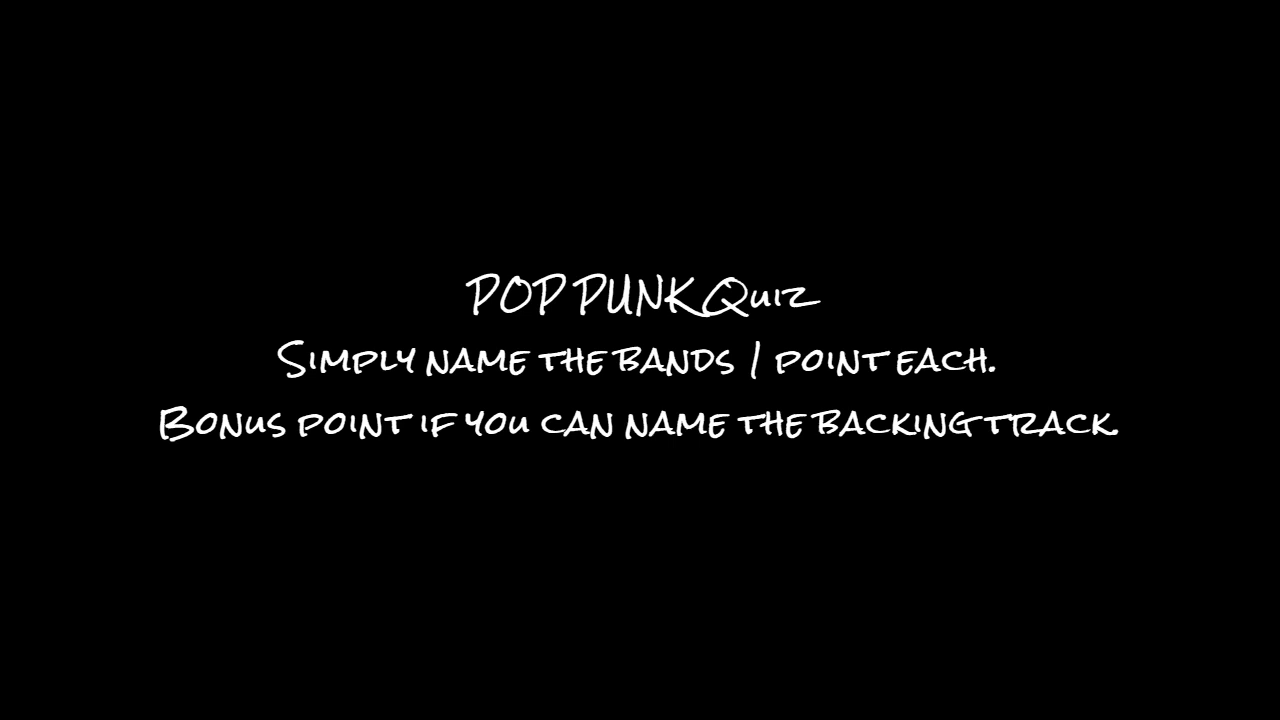 POP PUNK Quiz
Simply name the bands 1 point each.
Bonus point if you can name the backing track.